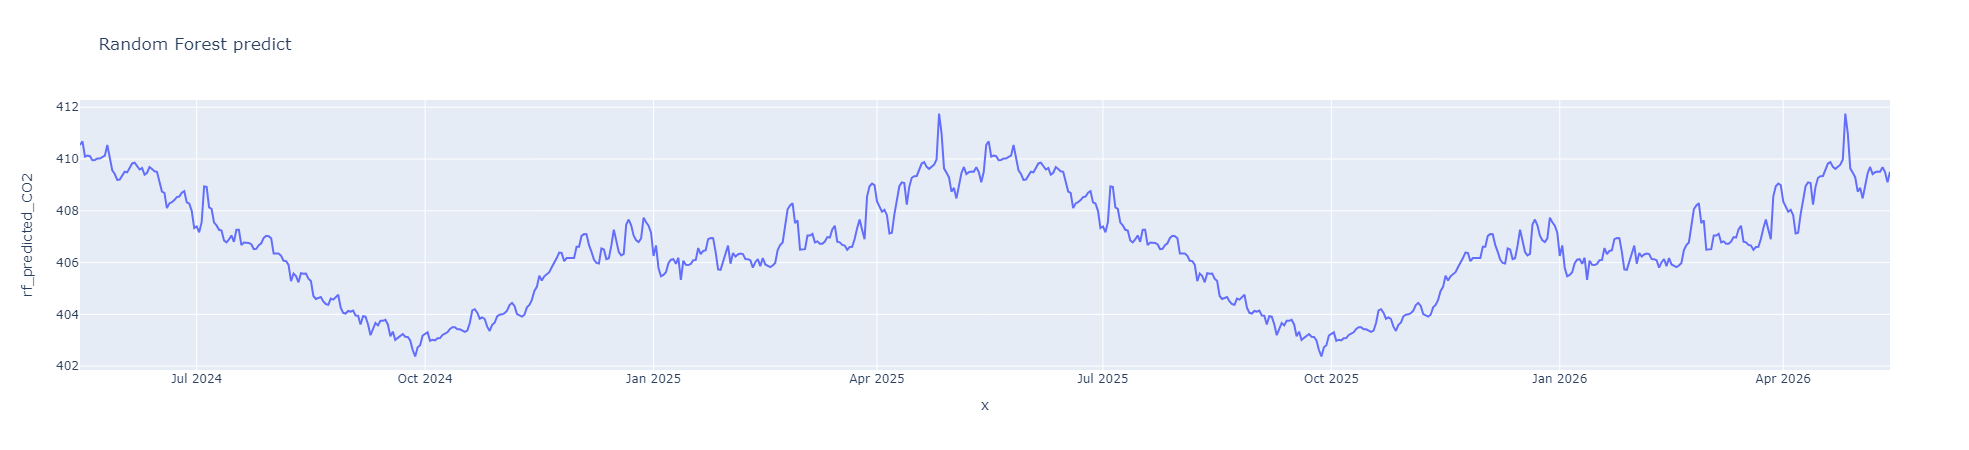 Random Forest predict
412
410
408
406
404
402
rf_predicted_CO2
Jul 2024
Oct 2024
Jan 2025
Apr 2025
Jul 2025
Oct 2025
Jan 2026
Apr 2026
x